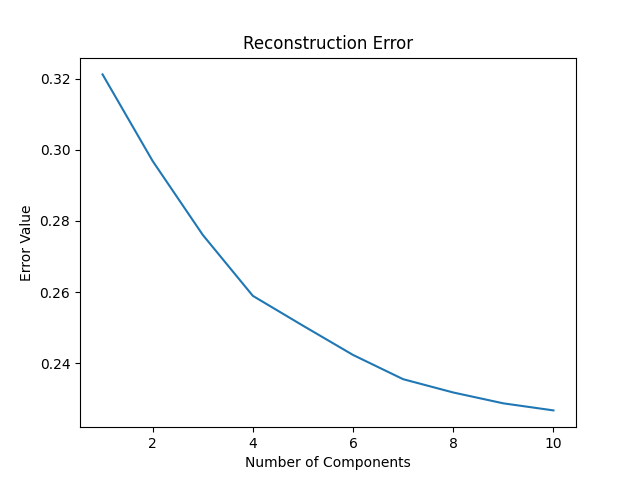 Reconstruction Error
0.32
0.30
0.28
0.26
0.24
Error Value
2 4 6 8 10
Number of Components